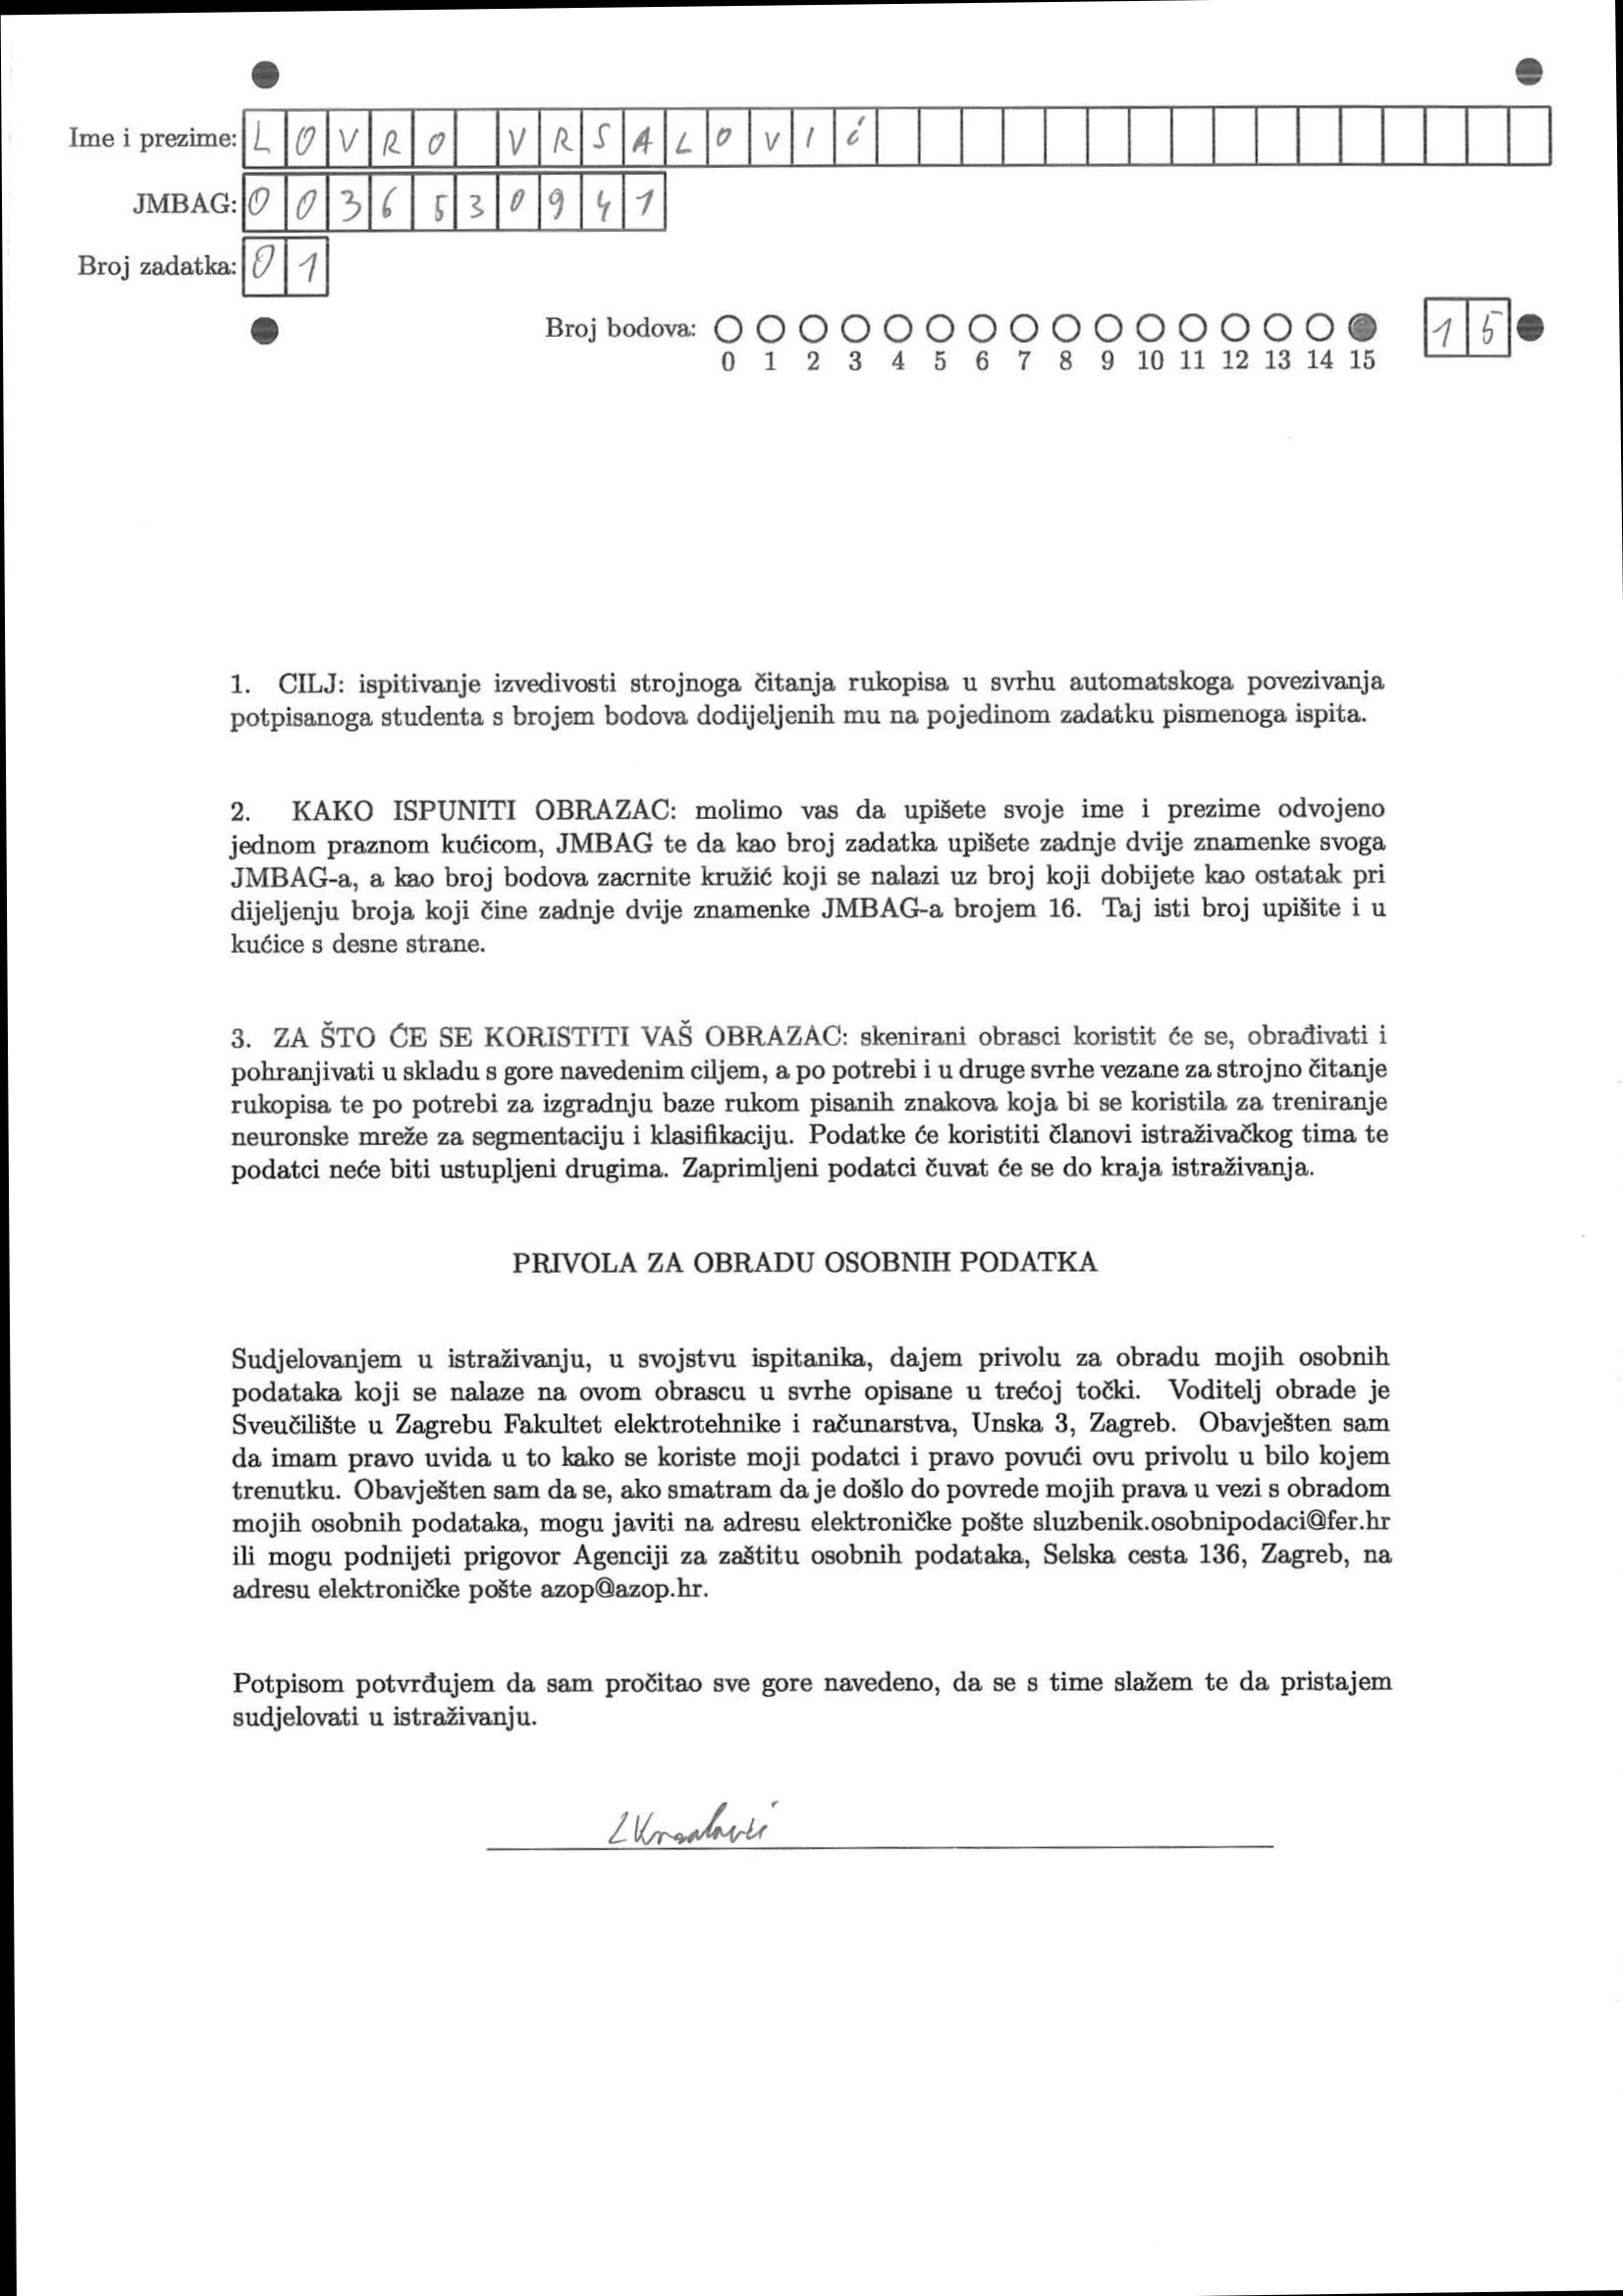 Ime i prezime: LOVRO VRSALOVIĆ
JMBAG: 0036530941
Broj zadatka: 01
Broj bodova:
0 1 2 3 4 5 6 7 8 9 10 11 12 13 14 15
15
1. CILJ: ispitivanje izvedivosti strojnoga čitanja rukopisa u svrhu automatskoga povezivanja
potpisanoga studenta s brojem bodova dodijeljenih mu na pojedinom zadatku pismenoga ispita.
2. KAKO ISPUNITI OBRAZAC: molimo vas da upišete svoje ime i prezime odvojeno
jednom praznom kućicom, JMBAG te da kao broj zadatka upišete zadnje dvije znamenke svoga
JMBAG-a, a kao broj bodova zacrnite kružić koji se nalazi uz broj koji dobijete kao ostatak pri
dijeljenju broja koji čine zadnje dvije znamenke JMBAG-a brojem 16. Taj isti broj upišite i u
kućice s desne strane.
3. ZA ŠTO ĆE SE KORISTITI VAŠ OBRAZAC: skenirani obrasci koristit će se, obrađivati i
pohranjivati u skladu s gore navedenim ciljem, a po potrebi i u druge svrhe vezane za strojno čitanje
rukopisa te po potrebi za izgradnju baze rukom pisanih znakova koja bi se koristila za treniranje
neuronske mreže za segmentaciju i klasifikaciju. Podatke će koristiti članovi istraživačkog tima te
podatci neće biti ustupljeni drugima. Zaprimljeni podatci čuvat će se do kraja istraživanja.
PRIVOLA ZA OBRADU OSOBNIH PODATKA
Sudjelovanjem u istraživanju, u svojstvu ispitanika, dajem privolu za obradu mojih osobnih
podataka koji se nalaze na ovom obrascu u svrhe opisane u trećoj točki. Voditelj obrade je
Sveučilište u Zagrebu Fakultet elektrotehnike i računarstva, Unska 3, Zagreb. Obavješten sam
da imam pravo uvida u to kako se koriste moji podatci i pravo povući ovu privolu u bilo kojem
trenutku. Obavješten sam da se, ako smatram da je došlo do povrede mojih prava u vezi s obradom
mojih osobnih podataka, mogu javiti na adresu elektroničke pošte sluzbenik.osobnipodaci@fer.hr
ili mogu podnijeti prigovor Agenciji za zaštitu osobnih podataka, Selska cesta 136, Zagreb, na
adresu elektroničke pošte azop@azop.hr.
Potpisom potvrđujem da sam pročitao sve gore navedeno, da se s time slažem te da pristajem
sudjelovati u istraživanju.
LVrsalović